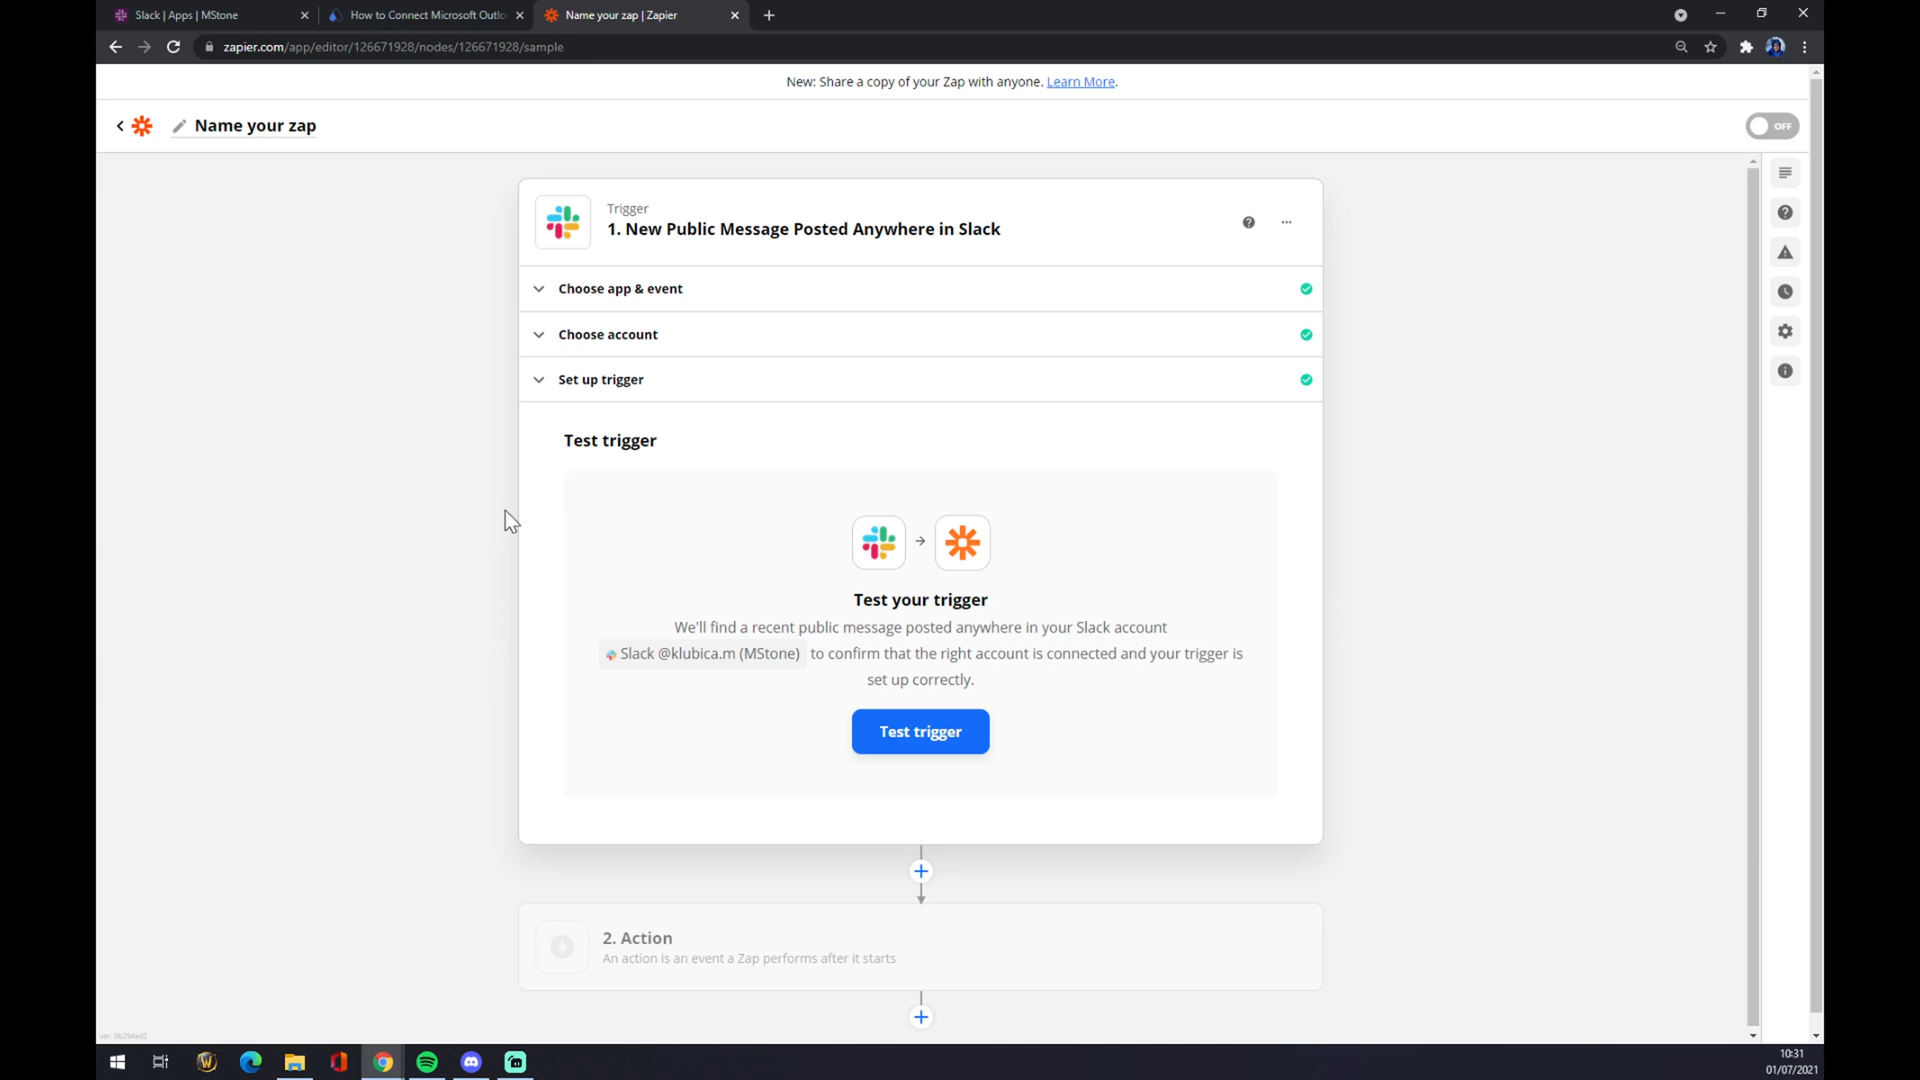 Slack | Apps | MStone
How to Connect Microsoft Outlo
Name your zap | Zapier
zapier.com/app/editor/126671928/nodes/126671928/sample
New: Share a copy of your Zap with anyone. Learn More.
Name your zap
OFF
Trigger
1. New Public Message Posted Anywhere in Slack
Choose app & event
Choose account
Set up trigger
Test trigger
Test your trigger
We'll find a recent public message posted anywhere in your Slack account
Slack @klubica.m (MStone) to confirm that the right account is connected and your trigger is
set up correctly.
Test trigger
2. Action
An action is an event a Zap performs after it starts
ver. 0b294ed2
10:31
01/07/2021